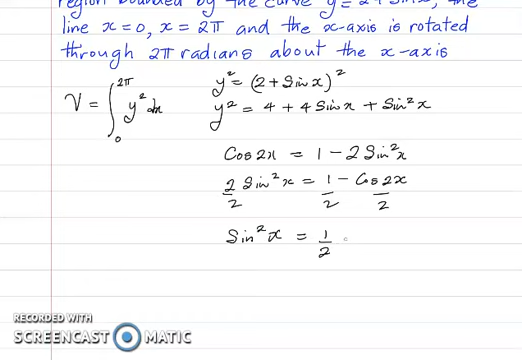 region bounded by the curve y = 2 + Sinx, the
line x = 0, x = 2π and the x-axis is rotated
through 2π radians about the x-axis
V = ∫₀^2π y² dx
y² = (2 + Sin x)²
y² = 4 + 4 Sin x + Sin² x
Cos 2x = 1 - 2 Sin² x
2/2 Sin² x = 1/2 - Cos 2x/2
Sin² x = 1/2
RECORDED WITH
SCREENCAST MATIC